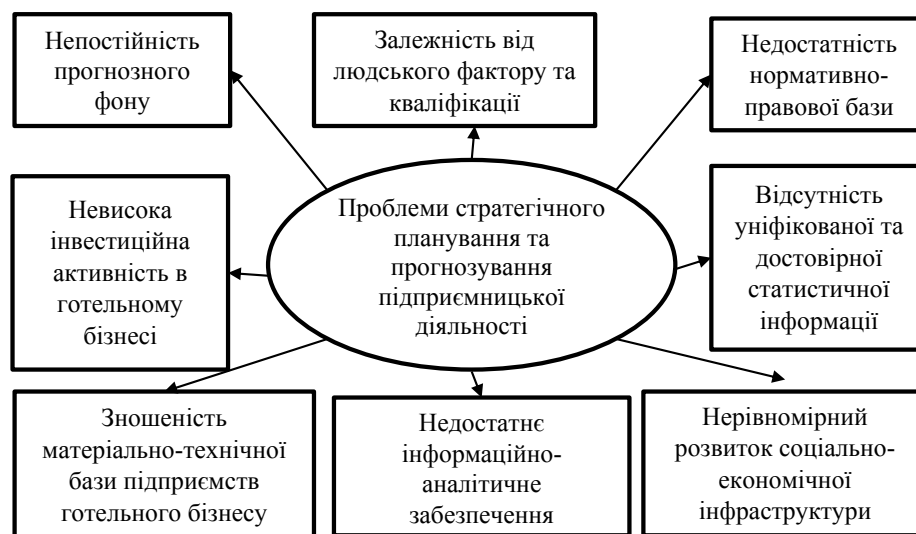 Непостійність
прогнозного
фону
Залежність від
людського фактору та
кваліфікації
Недостатність
нормативно-
правової бази
Невисока
інвестиційна
активність в
готельному
бізнесі
Проблеми стратегічного
планування та
прогнозування
підприємницької
діяльності
Відсутність
уніфікованої та
достовірної
статистичної
інформації
Зношеність
матеріально-технічної
бази підприємств
готельного бізнесу
Недостатнє
інформаційно-
аналітичне
забезпечення
Нерівномірний
розвиток соціально-
економічної
інфраструктури